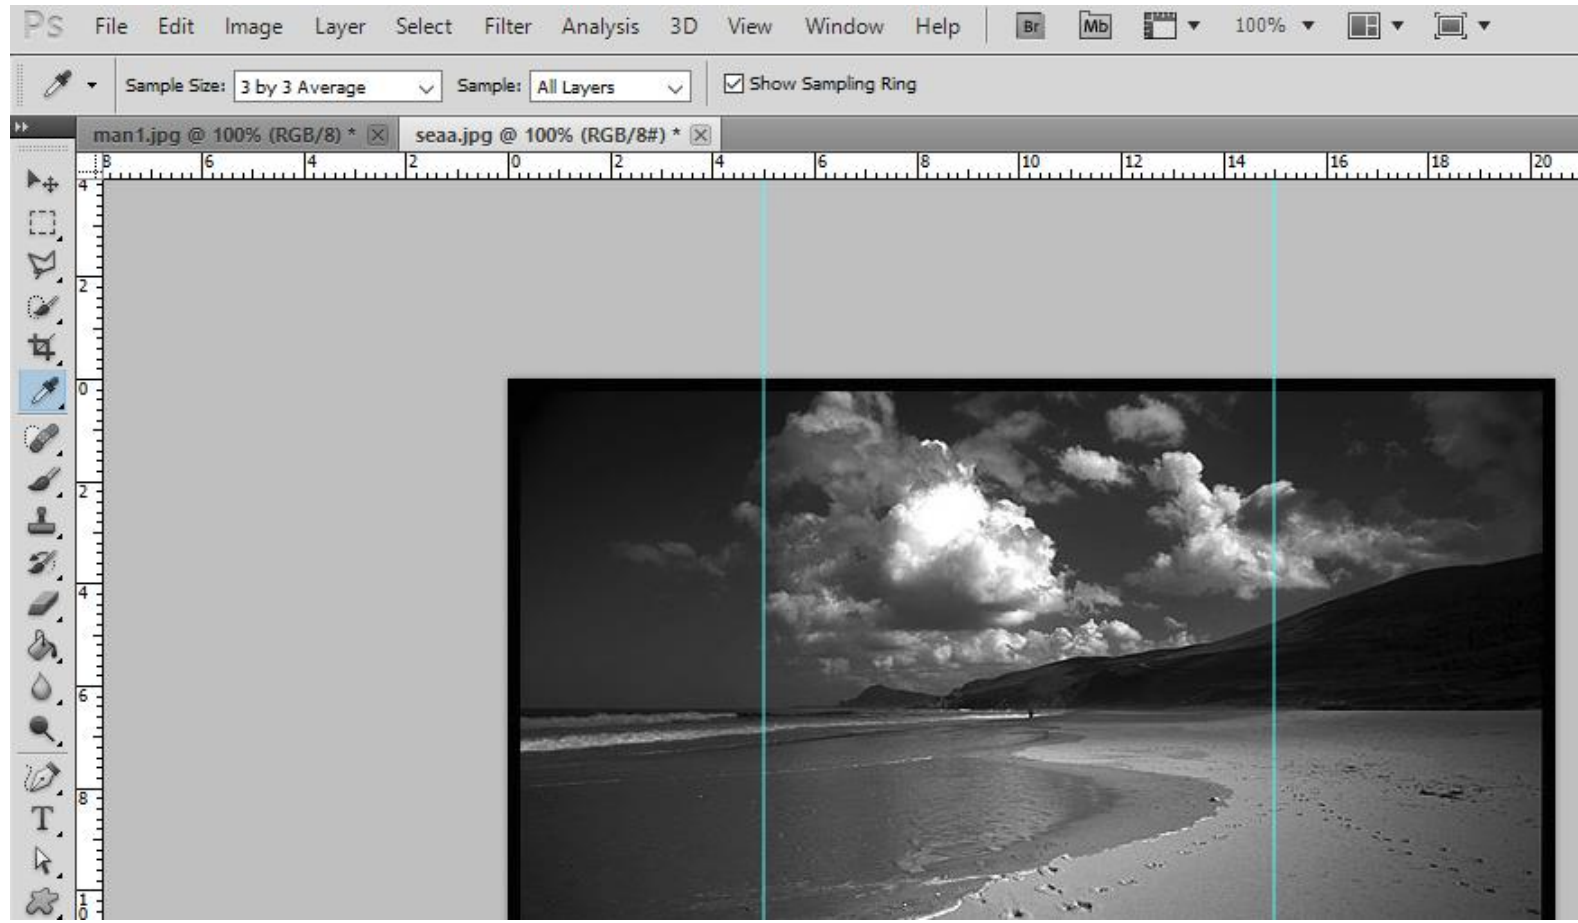 Ps File Edit Image Layer Select Filter Analysis 3D View Window Help Br Mb 100%
Sample Size: 3 by 3 Average Sample: All Layers Show Sampling Ring
man1.jpg @ 100% (RGB/8) * seaa.jpg @ 100% (RGB/8#) *
8 6 4 2 0 2 4 6 8 10 12 14 16 18 20
4
2
0
2
4
6
8
T
10